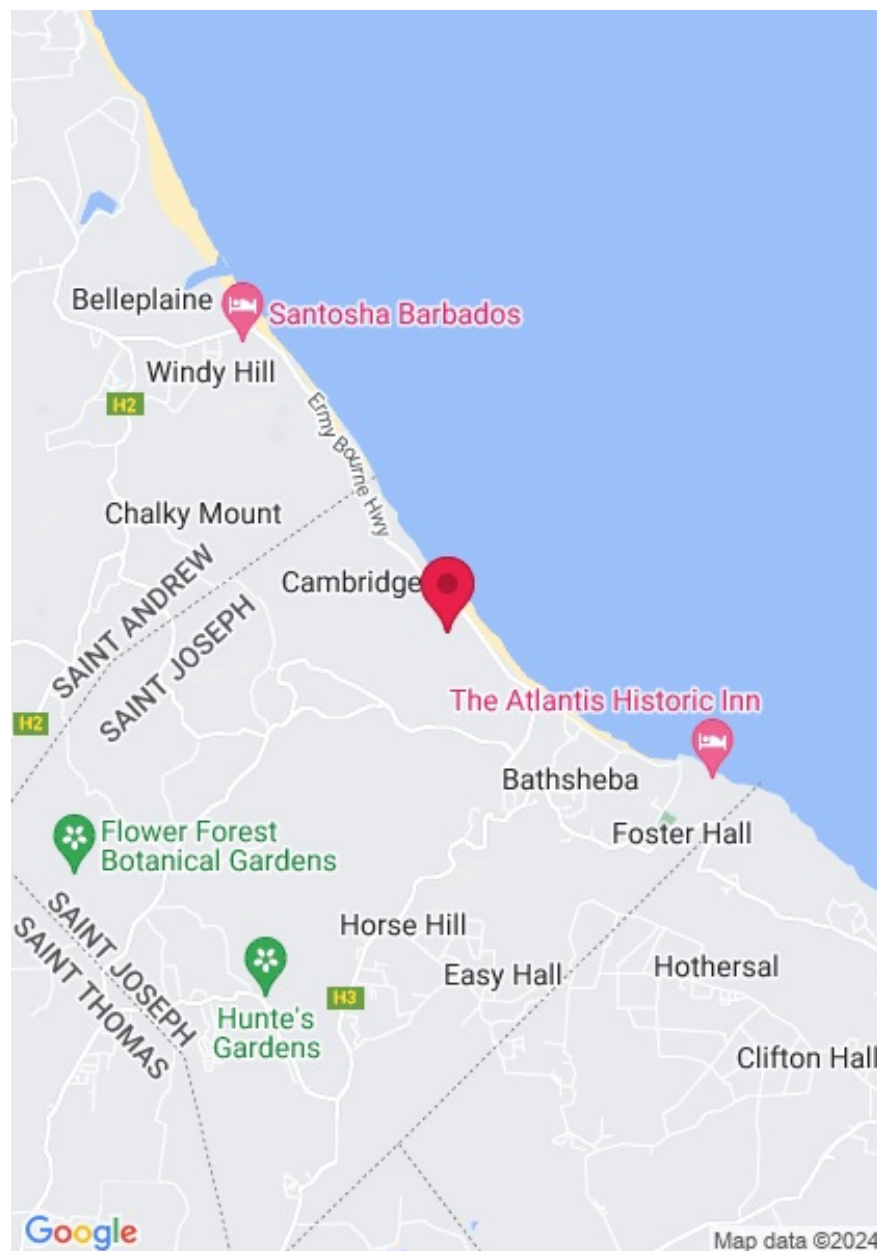 Belleplaine
Santosha Barbados
Windy Hill
H2
Ermy Bourne Hwy
Chalky Mount
SAINT ANDREW
SAINT JOSEPH
Cambridge
H2
The Atlantis Historic Inn
Bathsheba
Foster Hall
Flower Forest
Botanical Gardens
SAINT JOSEPH
SAINT THOMAS
Horse Hill
Easy Hall
Hothersal
H3
Hunte's
Gardens
Clifton Hall
Google
Map data ©2024